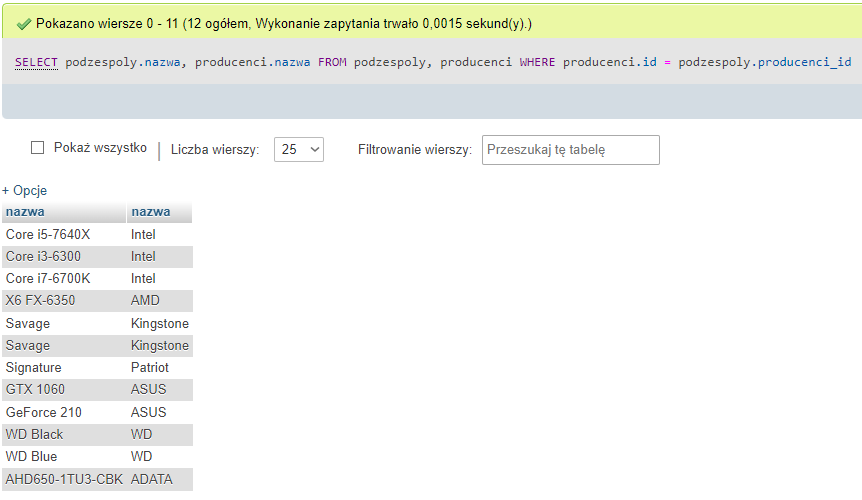 Pokazano wiersze 0 - 11 (12 ogółem, Wykonanie zapytania trwało 0,0015 sekund(y).)
SELECT podzespoly.nazwa, producenci.nazwa FROM podzespoly, producenci WHERE producenci.id = podzespoly.producenci_id
Pokaż wszystko | Liczba wierszy: 25 Filtrowanie wierszy: Przeszukaj tę tabelę
+ Opcje
nazwa nazwa
Core i5-7640X Intel
Core i3-6300 Intel
Core i7-6700K Intel
X6 FX-6350 AMD
Savage Kingstone
Savage Kingstone
Signature Patriot
GTX 1060 ASUS
GeForce 210 ASUS
WD Black WD
WD Blue WD
AHD650-1TU3-CBK ADATA